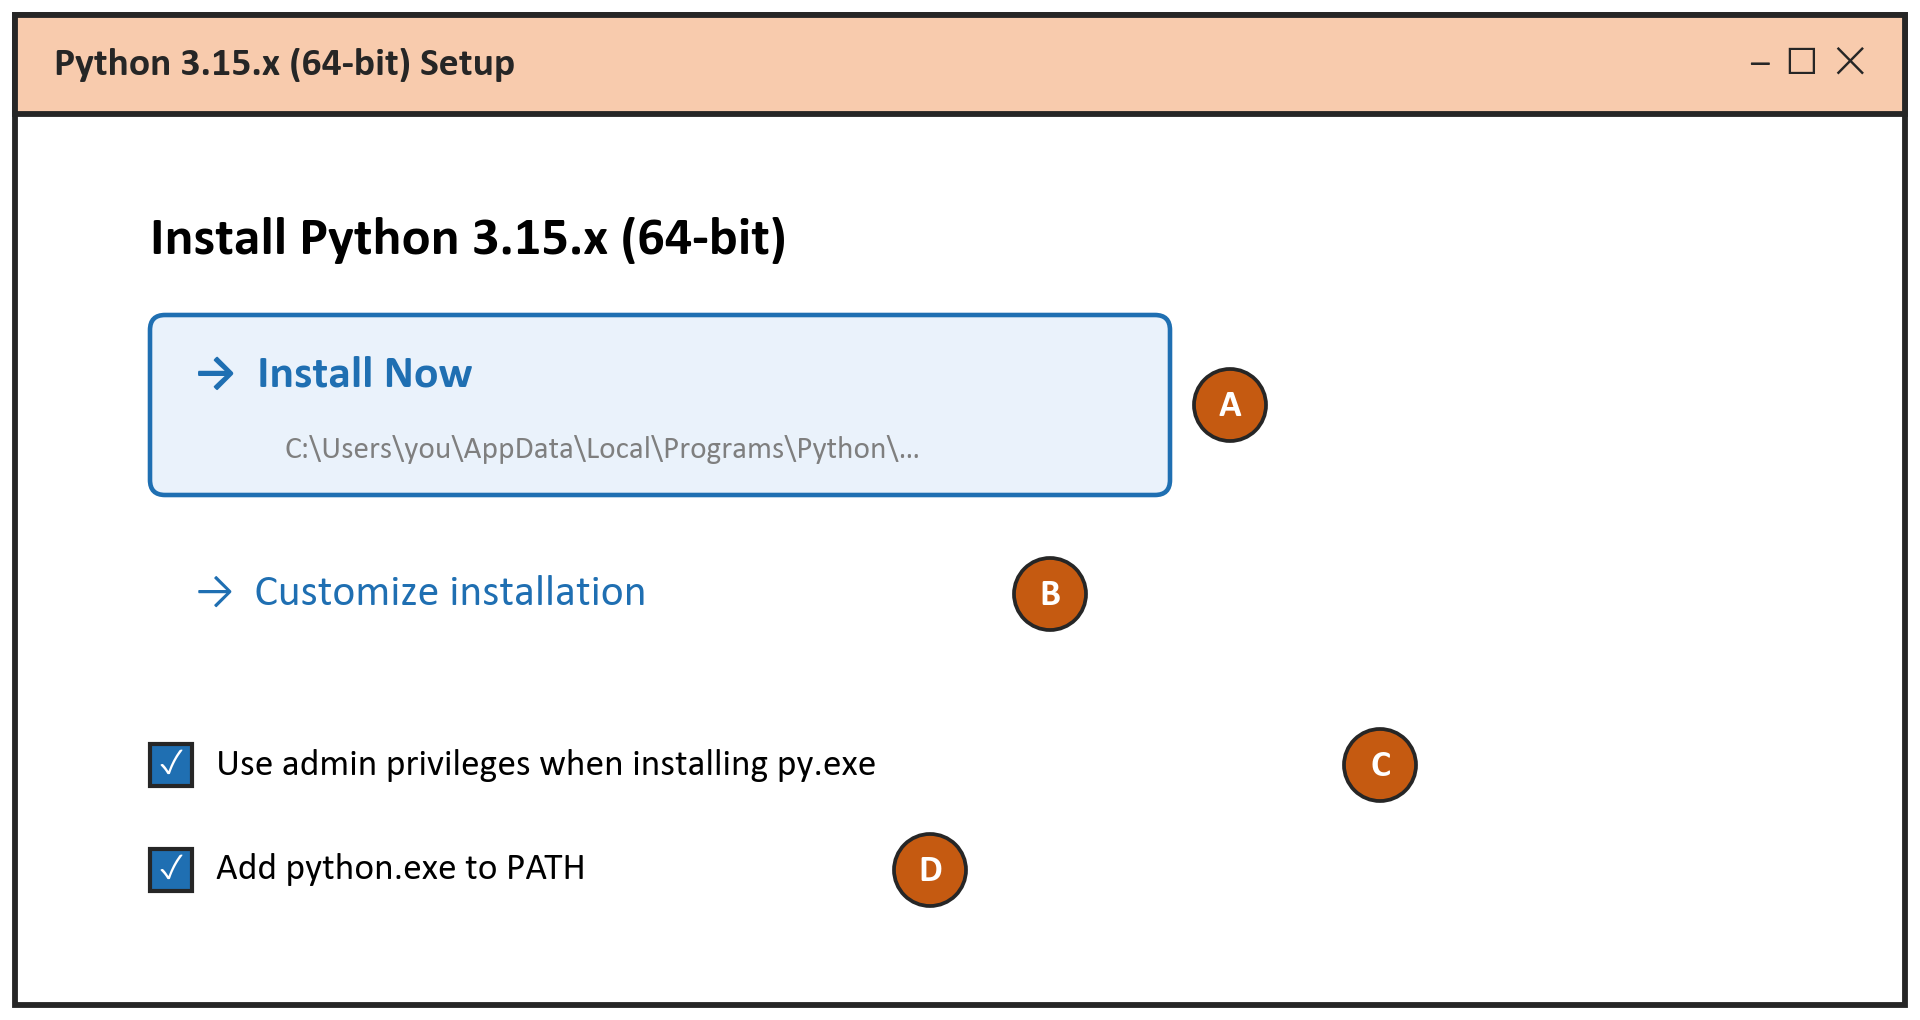 Python 3.15.x (64-bit) Setup
Install Python 3.15.x (64-bit)
→ Install Now
C:\Users\you\AppData\Local\Programs\Python\...
A
→ Customize installation
B
✓ Use admin privileges when installing py.exe
C
✓ Add python.exe to PATH
D